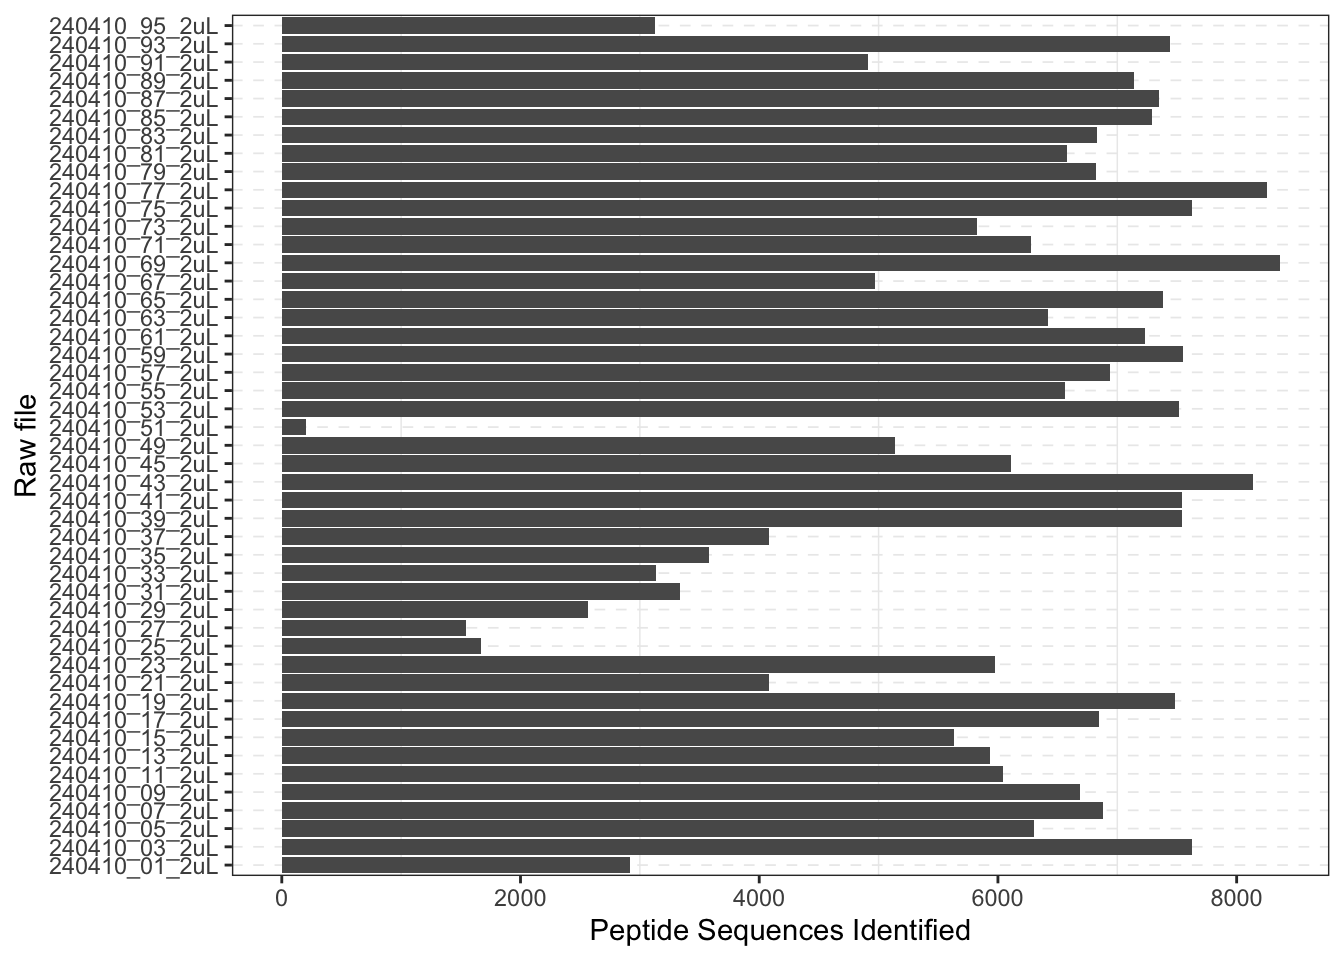 240410_95_2uL
240410_93_2uL
240410_91_2uL
240410_89_2uL
240410_87_2uL
240410_85_2uL
240410_83_2uL
240410_81_2uL
240410_79_2uL
240410_77_2uL
240410_75_2uL
240410_73_2uL
240410_71_2uL
240410_69_2uL
240410_67_2uL
240410_65_2uL
240410_63_2uL
240410_61_2uL
240410_59_2uL
240410_57_2uL
240410_55_2uL
240410_53_2uL
240410_51_2uL
240410_49_2uL
240410_45_2uL
240410_43_2uL
240410_41_2uL
240410_39_2uL
240410_37_2uL
240410_35_2uL
240410_33_2uL
240410_31_2uL
240410_29_2uL
240410_27_2uL
240410_25_2uL
240410_23_2uL
240410_21_2uL
240410_19_2uL
240410_17_2uL
240410_15_2uL
240410_13_2uL
240410_11_2uL
240410_09_2uL
240410_07_2uL
240410_05_2uL
240410_03_2uL
240410_01_2uL
Raw file
0 2000 4000 6000 8000
Peptide Sequences Identified